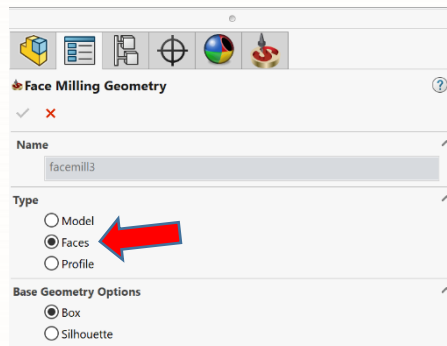 Face Milling Geometry
?
Name
facemill3
Type
Model
Faces
Profile
Base Geometry Options
Box
Silhouette